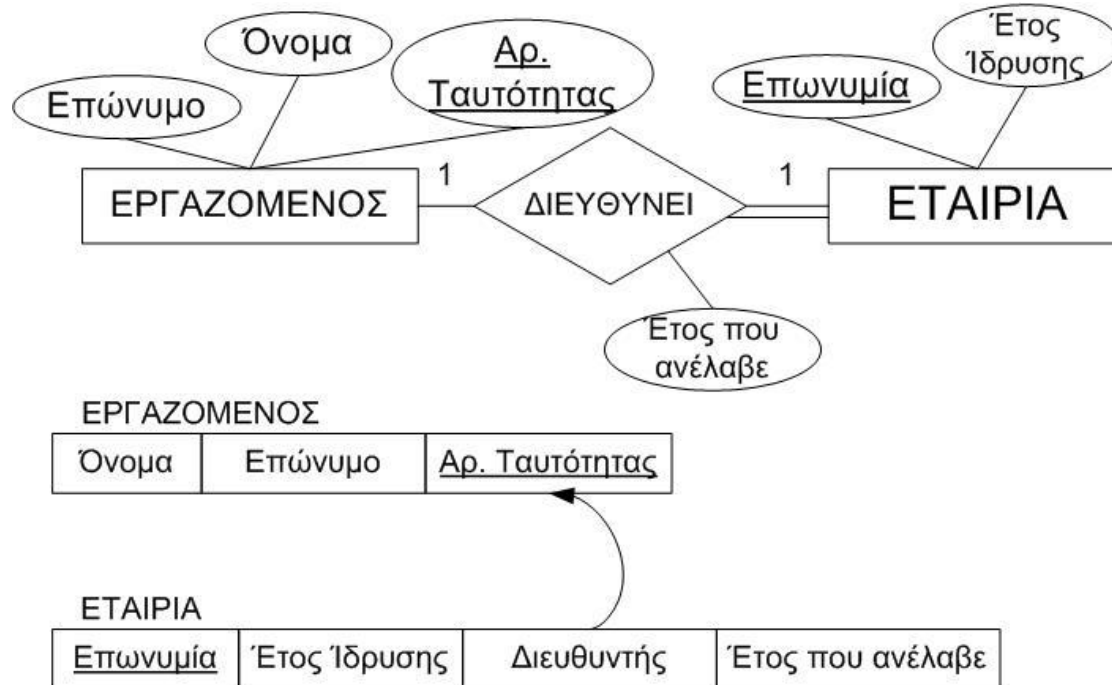 Όνομα
Αρ.
Ταυτότητας
Επώνυμο
Επωνυμία
Έτος
Ίδρυσης
ΕΡΓΑΖΟΜΕΝΟΣ
1
ΔΙΕΥΘΥΝΕΙ
1
ΕΤΑΙΡΙΑ
Έτος που
ανέλαβε
ΕΡΓΑΖΟΜΕΝΟΣ
Όνομα Επώνυμο Αρ. Ταυτότητας
ΕΤΑΙΡΙΑ
Επωνυμία Έτος Ίδρυσης Διευθυντής Έτος που ανέλαβε